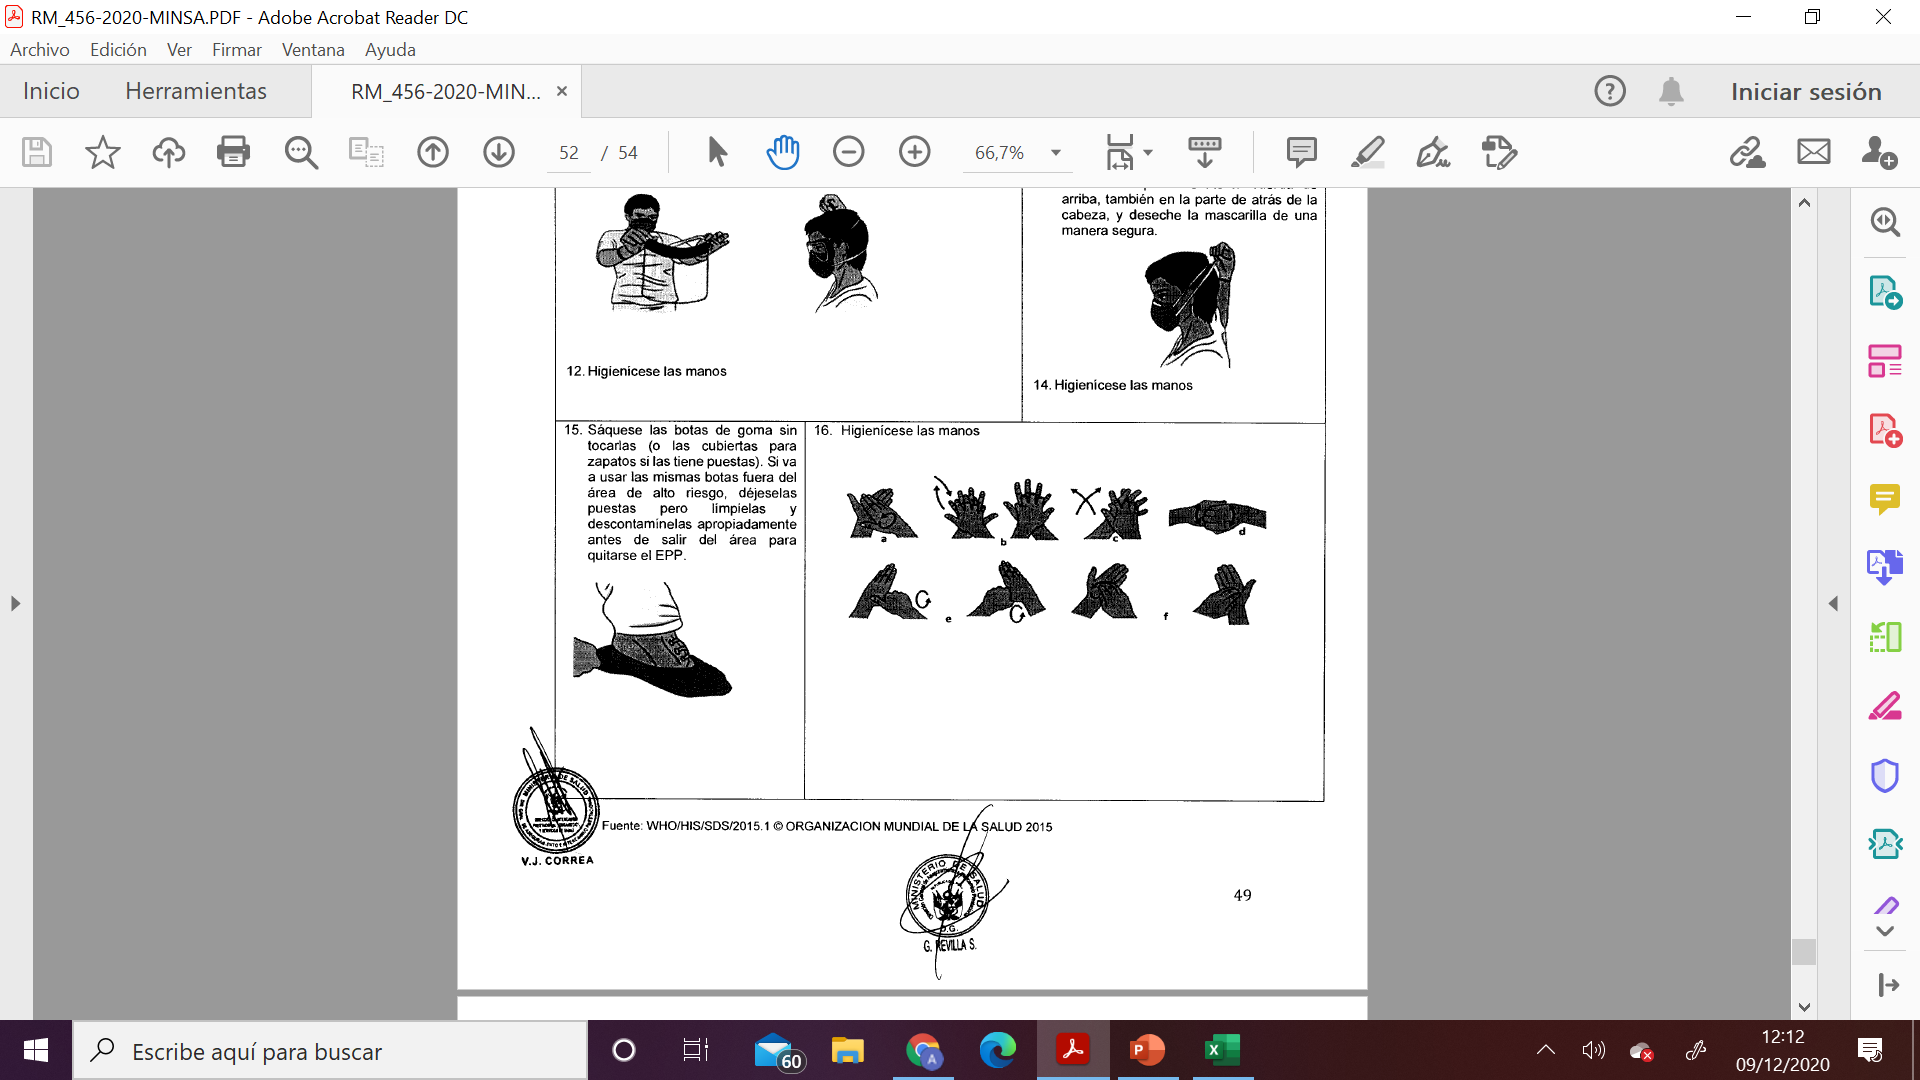 RM_456-2020-MINSA.PDF - Adobe Acrobat Reader DC
Archivo Edición Ver Firmar Ventana Ayuda
Inicio Herramientas RM_456-2020-MIN... × Iniciar sesión
52 / 54 66,7%
arriba, también en la parte de atrás de la
cabeza, y deseche la mascarilla de una
manera segura.
12. Higienícese las manos
14. Higienícese las manos
15. Sáquese las botas de goma sin
tocarlas (o las cubiertas para
zapatos si las tiene puestas). Si va
a usar las mismas botas fuera del
área de alto riesgo, déjeselas
puestas pero límpielas y
descontamínelas apropiadamente
antes de salir del área para
quitarse el EPP.
16. Higienícese las manos
a b c d
e f
Fuente: WHO/HIS/SDS/2015.1 © ORGANIZACION MUNDIAL DE LA SALUD 2015
V.J. CORREA
MINISTERIO DE SALUD
D.G.
G. REVILLA S.
49
Escribe aquí para buscar
60
12:12
09/12/2020